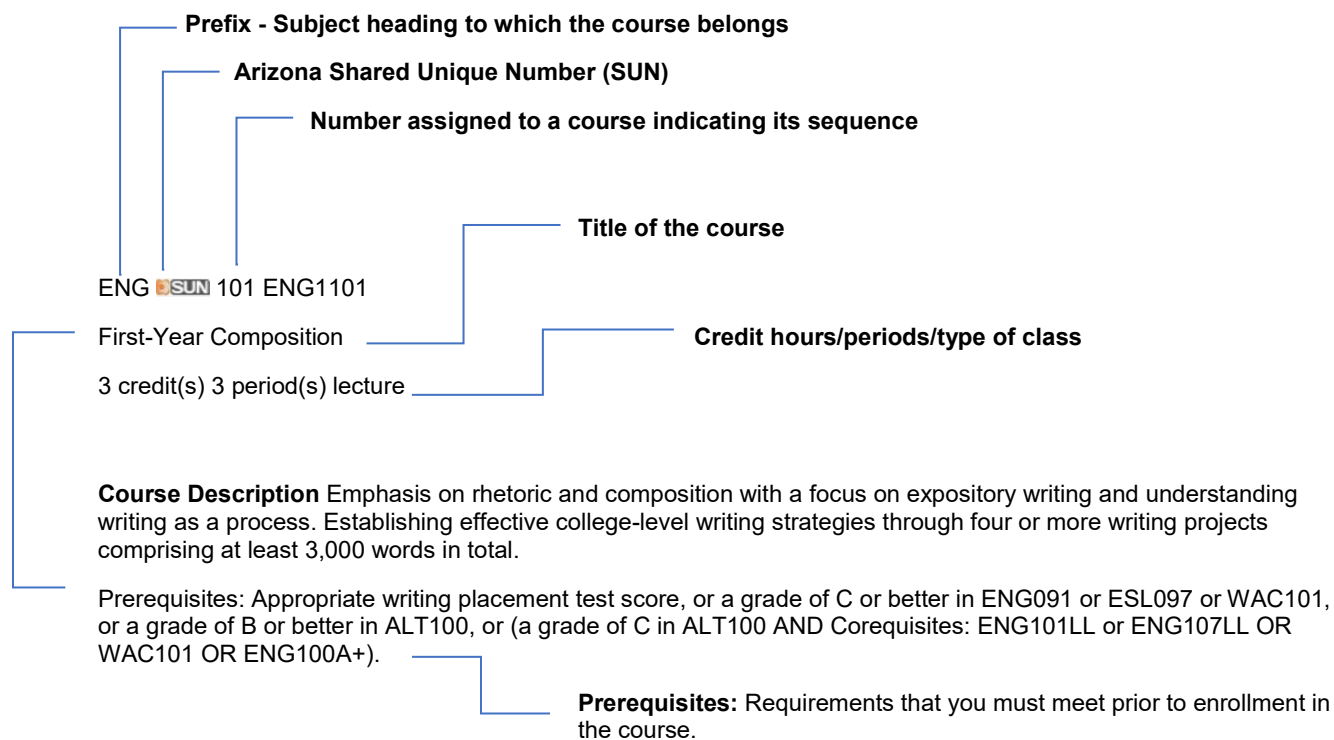 Prefix - Subject heading to which the course belongs
Arizona Shared Unique Number (SUN)
Number assigned to a course indicating its sequence
Title of the course
ENG SUN 101 ENG1101
First-Year Composition
Credit hours/periods/type of class
3 credit(s) 3 period(s) lecture
Course Description Emphasis on rhetoric and composition with a focus on expository writing and understanding
writing as a process. Establishing effective college-level writing strategies through four or more writing projects
comprising at least 3,000 words in total.
Prerequisites: Appropriate writing placement test score, or a grade of C or better in ENG091 or ESL097 or WAC101,
or a grade of B or better in ALT100, or (a grade of C in ALT100 AND Corequisites: ENG101LL or ENG107LL OR
WAC101 OR ENG100A+).
Prerequisites: Requirements that you must meet prior to enrollment in
the course.